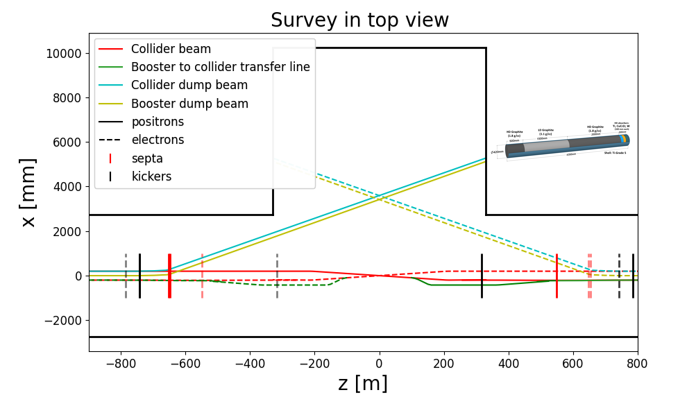 Survey in top view
x [mm]
10000
8000
6000
4000
2000
0
−2000
Collider beam
Booster to collider transfer line
Collider dump beam
Booster dump beam
positrons
electrons
septa
kickers
−800
−600
−400
−200
0
200
400
600
800
z [m]